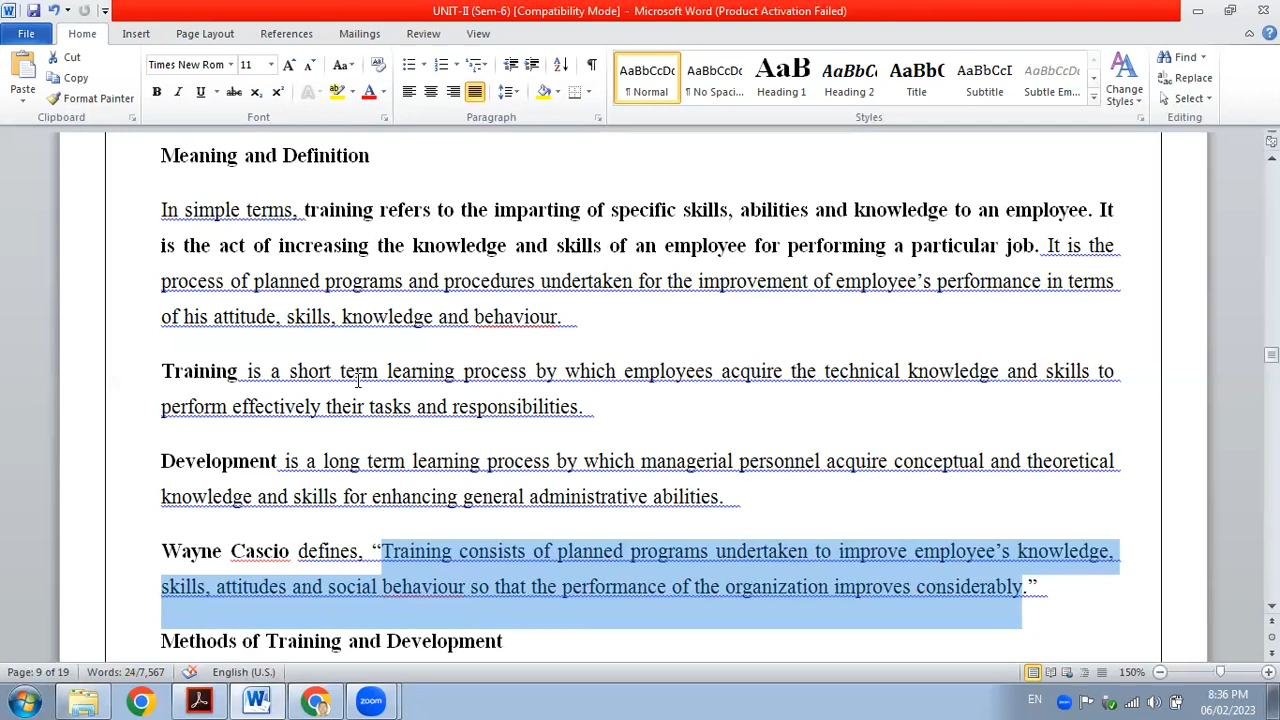 UNIT-II (Sem-6) [Compatibility Mode] - Microsoft Word (Product Activation Failed)
File Home Insert Page Layout References Mailings Review View
Paste Cut Copy Format Painter Clipboard
Times New Rom 11 Font
Paragraph
AaBbCcDc ¶ Normal AaBbCcDc ¶ No Spaci... AaB Heading 1 AaBbC( Heading 2 AaBb( Title AaBbCcD Subtitle AaBbCcD Subtle Em...
Styles Change Styles
Find Replace Select Editing
Meaning and Definition
In simple terms, training refers to the imparting of specific skills, abilities and knowledge to an employee. It
is the act of increasing the knowledge and skills of an employee for performing a particular job. It is the
process of planned programs and procedures undertaken for the improvement of employee’s performance in terms
of his attitude, skills, knowledge and behaviour.
Training is a short term learning process by which employees acquire the technical knowledge and skills to
perform effectively their tasks and responsibilities.
Development is a long term learning process by which managerial personnel acquire conceptual and theoretical
knowledge and skills for enhancing general administrative abilities.
Wayne Cascio defines, “Training consists of planned programs undertaken to improve employee’s knowledge,
skills, attitudes and social behaviour so that the performance of the organization improves considerably.”
Methods of Training and Development
Page: 9 of 19 Words: 24/7,567 English (U.S.) 150%
zoom EN 8:36 PM
06/02/2023